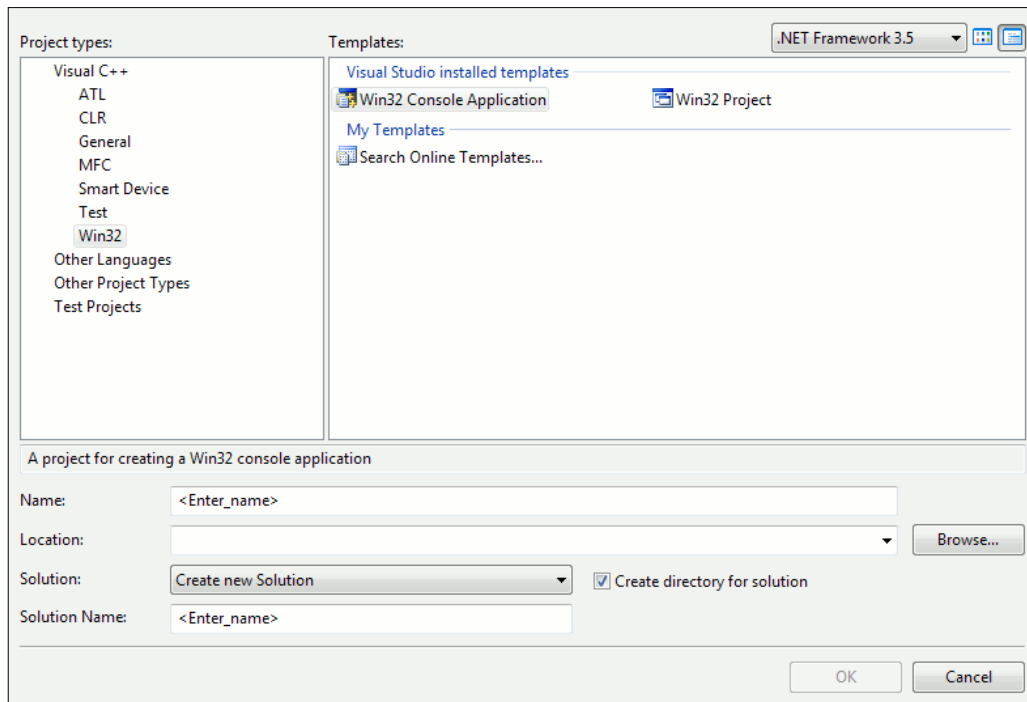 Project types:
Templates:
.NET Framework 3.5
Visual C++
ATL
CLR
General
MFC
Smart Device
Test
Win32
Other Languages
Other Project Types
Test Projects
Visual Studio installed templates
Win32 Console Application
Win32 Project
My Templates
Search Online Templates...
A project for creating a Win32 console application
Name:
<Enter_name>
Location:
Browse...
Solution:
Create new Solution
Create directory for solution
Solution Name:
<Enter_name>
OK
Cancel